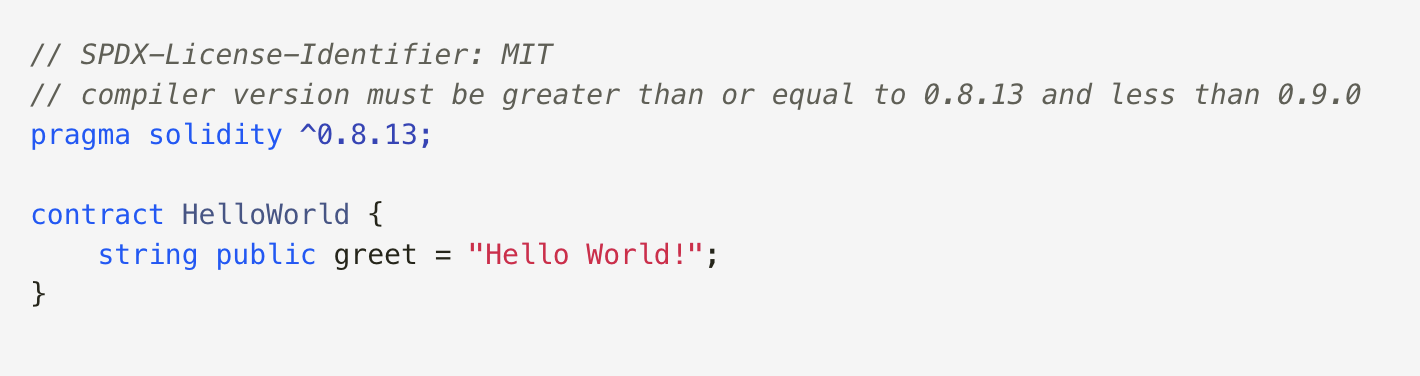 // SPDX-License-Identifier: MIT
// compiler version must be greater than or equal to 0.8.13 and less than 0.9.0
pragma solidity ^0.8.13;

contract HelloWorld {
    string public greet = "Hello World!";
}